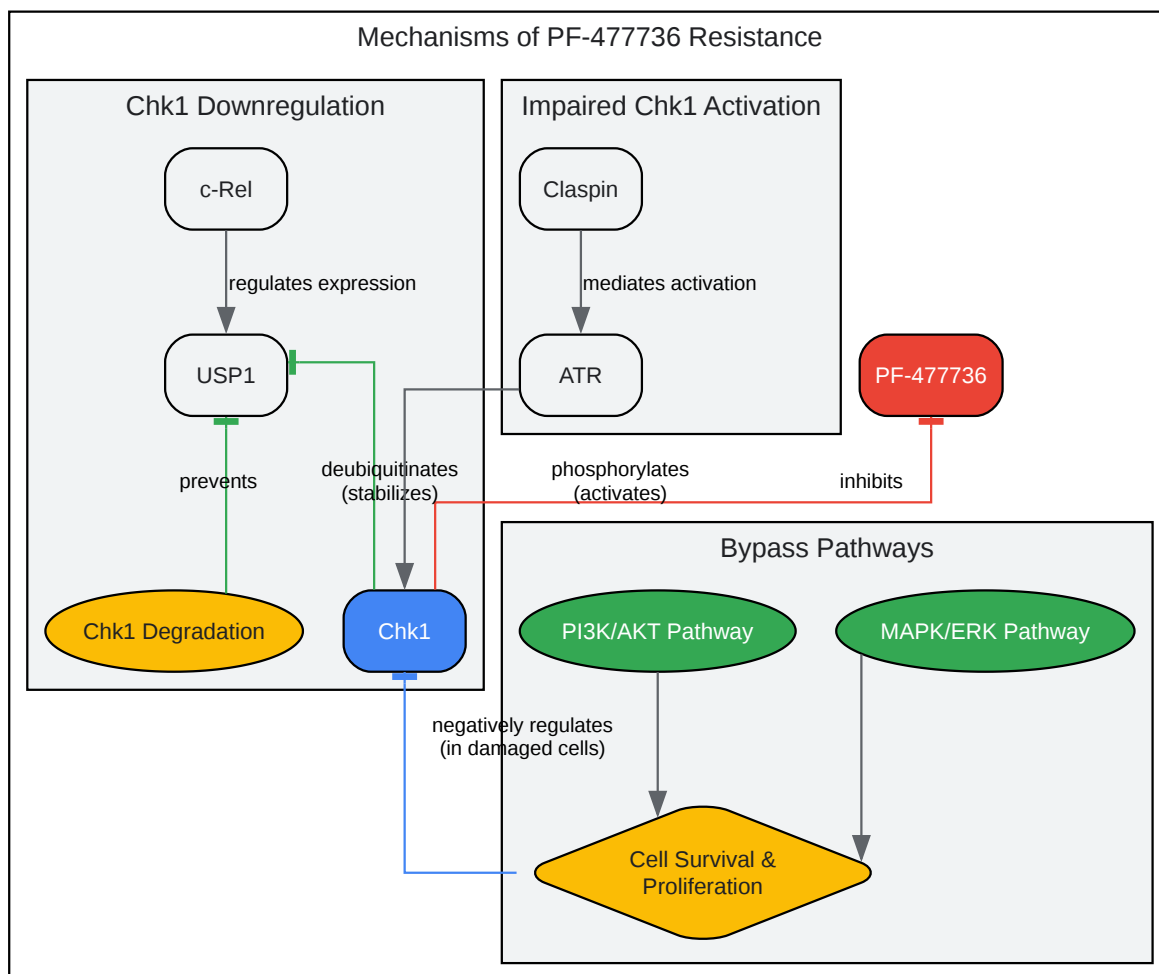 Mechanisms of PF-477736 Resistance
Chk1 Downregulation
Impaired Chk1 Activation
c-Rel
Claspin
regulates expression
mediates activation
USP1
ATR
PF-477736
prevents
deubiquitinates
(stabilizes)
phosphorylates
(activates)
inhibits
Bypass Pathways
Chk1 Degradation
Chk1
PI3K/AKT Pathway
MAPK/ERK Pathway
negatively regulates
(in damaged cells)
Cell Survival &
Proliferation